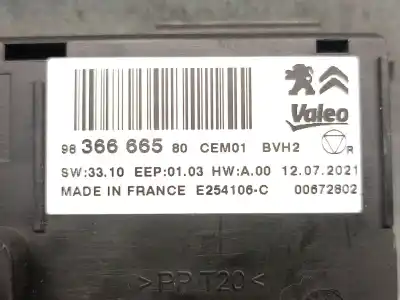 Valeo
98 366 665 80 CEM01 BVH2 R
SW:33.10 EEP:01.03 HW:A.00 12.07.2021
MADE IN FRANCE E254106-C 00672802
>PP T20<